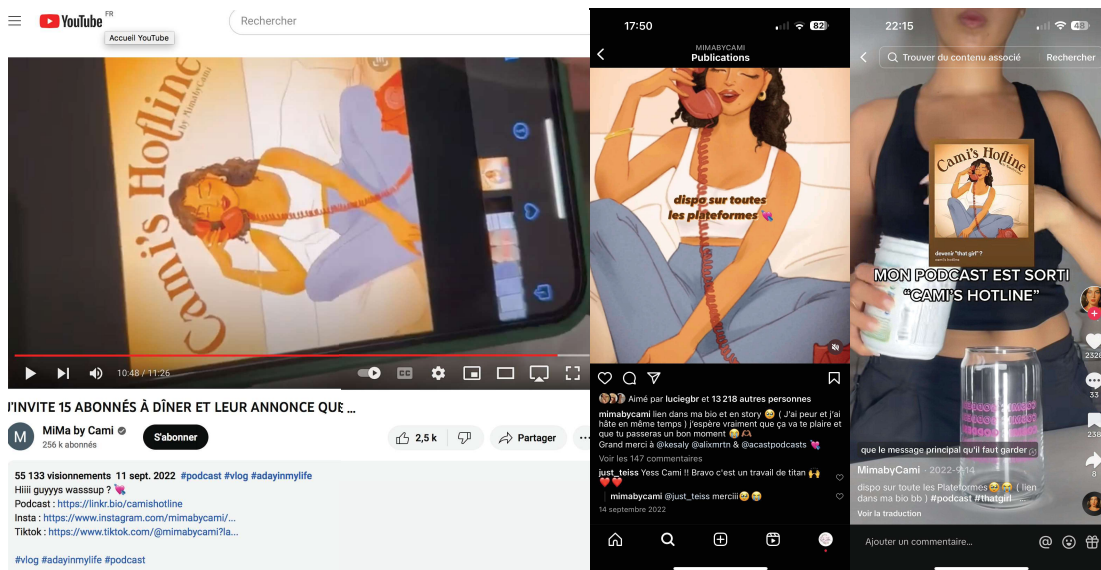 YouTube FR
Rechercher
Accueil YouTube
Cami's Hotline
by MimabyCami
10:48 / 11:26
J'INVITE 15 ABONNÉS À DÎNER ET LEUR ANNONCE QUE ...
M
MiMa by Cami
256 k abonnés
S'abonner
2,5 k
Partager
55 133 visionnements 11 sept. 2022 #podcast #vlog #adayinmylife
Hiiii guyyys wasssup ? 💘
Podcast : https://linkr.bio/camishotline
Insta : https://www.instagram.com/mimabycami/...
Tiktok : https://www.tiktok.com/@mimabycami?la...
#vlog #adayinmylife #podcast
17:50
82
MIMABYCAMI
Publications
dispo sur toutes
les plateformes 💘
Aimé par luciegbr et 13 218 autres personnes
mimabycami lien dans ma bio et en story 🥹 ( J'ai peur et j'ai
hâte en même temps ) j'espère vraiment que ça va te plaire et
que tu passeras un bon moment 😭🫶🏽
Grand merci à @kesaly @alixmrtn & @acastpodcasts 💘
Voir les 147 commentaires
just_teiss Yess Cami !! Bravo c'est un travail de titan 🙌
❤️❤️
mimabycami @just_teiss merciii🥹😭
14 septembre 2022
22:15
48
Trouver du contenu associé
Rechercher
Cami's Hotline
devenir "that girl"?
MON PODCAST EST SORTI
"CAMI'S HOTLINE"
2328
33
238
8
que le message principal qu'il faut garder
MimabyCami · 2022-9-14
dispo sur toute les Plateformes🥹😭 ( lien
dans ma bio bb ) #podcast #thatgirl
Voir la traduction
Ajouter un commentaire...